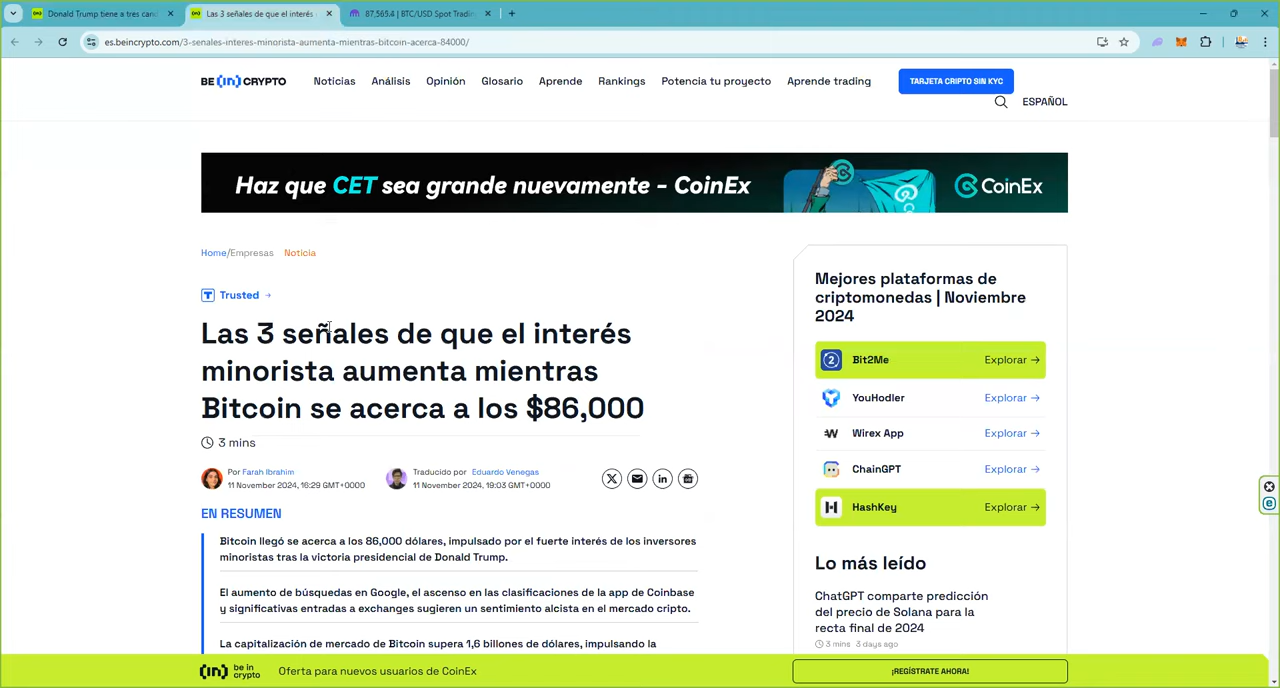 Donald Trump tiene a tres cand
Las 3 señales de que el interés
87,565.4 | BTC/USD Spot Tradin
es.beincrypto.com/3-senales-interes-minorista-aumenta-mientras-bitcoin-acerca-84000/
BE [IN] CRYPTO
Noticias
Análisis
Opinión
Glosario
Aprende
Rankings
Potencia tu proyecto
Aprende trading
TARJETA CRIPTO SIN KYC
ESPAÑOL
Haz que CET sea grande nuevamente - CoinEx
CoinEx
Home/Empresas Noticia
Trusted →
Las 3 señales de que el interés
minorista aumenta mientras
Bitcoin se acerca a los $86,000
3 mins
Por Farah Ibrahim
11 November 2024, 16:29 GMT+0000
Traducido por Eduardo Venegas
11 November 2024, 19:03 GMT+0000
EN RESUMEN
Bitcoin llegó se acerca a los 86,000 dólares, impulsado por el fuerte interés de los inversores
minoristas tras la victoria presidencial de Donald Trump.
El aumento de búsquedas en Google, el ascenso en las clasificaciones de la app de Coinbase
y significativas entradas a exchanges sugieren un sentimiento alcista en el mercado cripto.
La capitalización de mercado de Bitcoin supera 1,6 billones de dólares, impulsando la
Mejores plataformas de
criptomonedas | Noviembre
2024
Bit2Me Explorar →
YouHodler Explorar →
Wirex App Explorar →
ChainGPT Explorar →
HashKey Explorar →
Lo más leído
ChatGPT comparte predicción
del precio de Solana para la
recta final de 2024
3 mins 3 days ago
(in) be in
crypto
Oferta para nuevos usuarios de CoinEx
¡REGÍSTRATE AHORA!